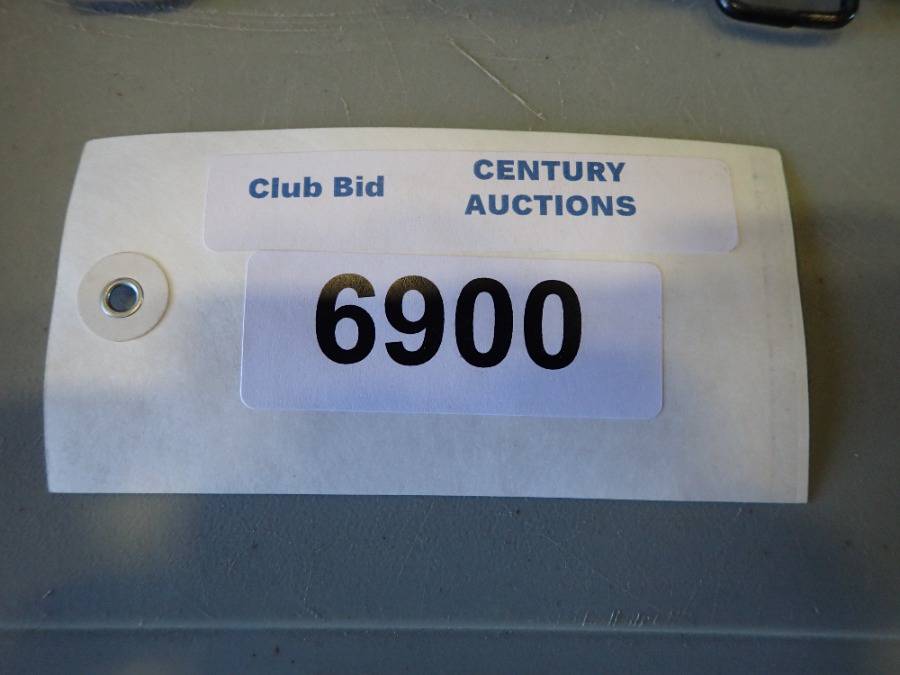 Club Bid
CENTURY
AUCTIONS
6900